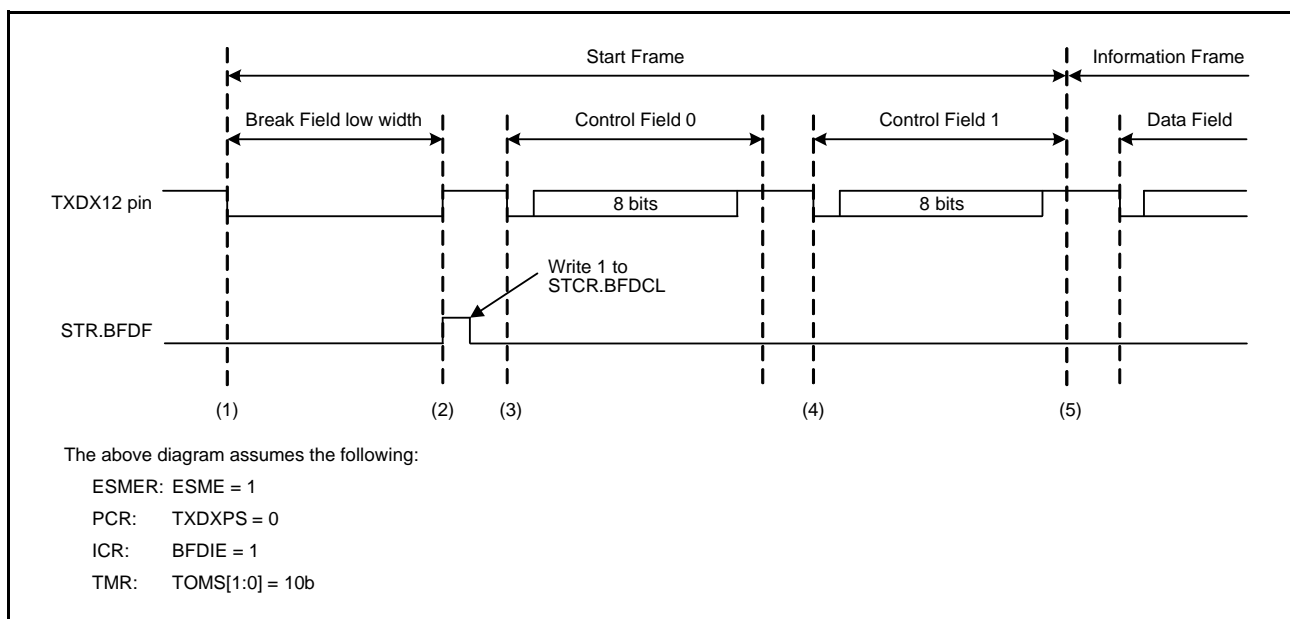 Start Frame
Information Frame
Break Field low width
Control Field 0
Control Field 1
Data Field
TXDX12 pin
8 bits
8 bits
Write 1 to
STCR.BFDCL
STR.BFDF
(1)
(2)
(3)
(4)
(5)
The above diagram assumes the following:
ESMER: ESME = 1
PCR: TXDXPS = 0
ICR: BFDIE = 1
TMR: TOMS[1:0] = 10b